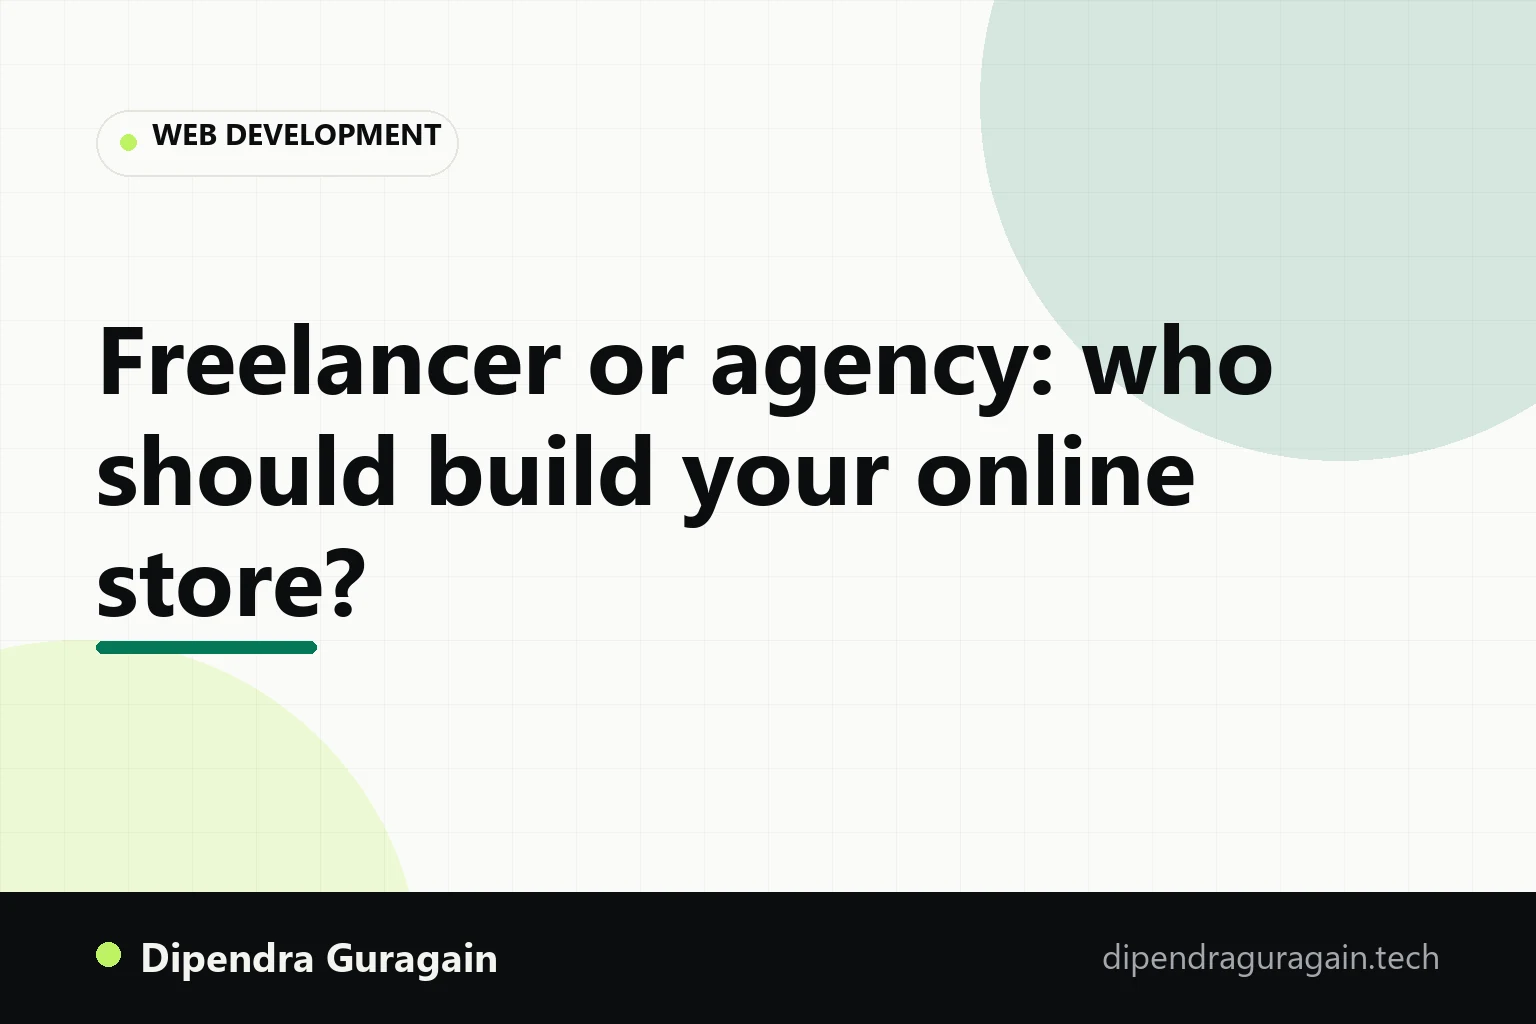 WEB DEVELOPMENT
Freelancer or agency: who
should build your online
store?
Dipendra Guragain
dipendraguragain.tech